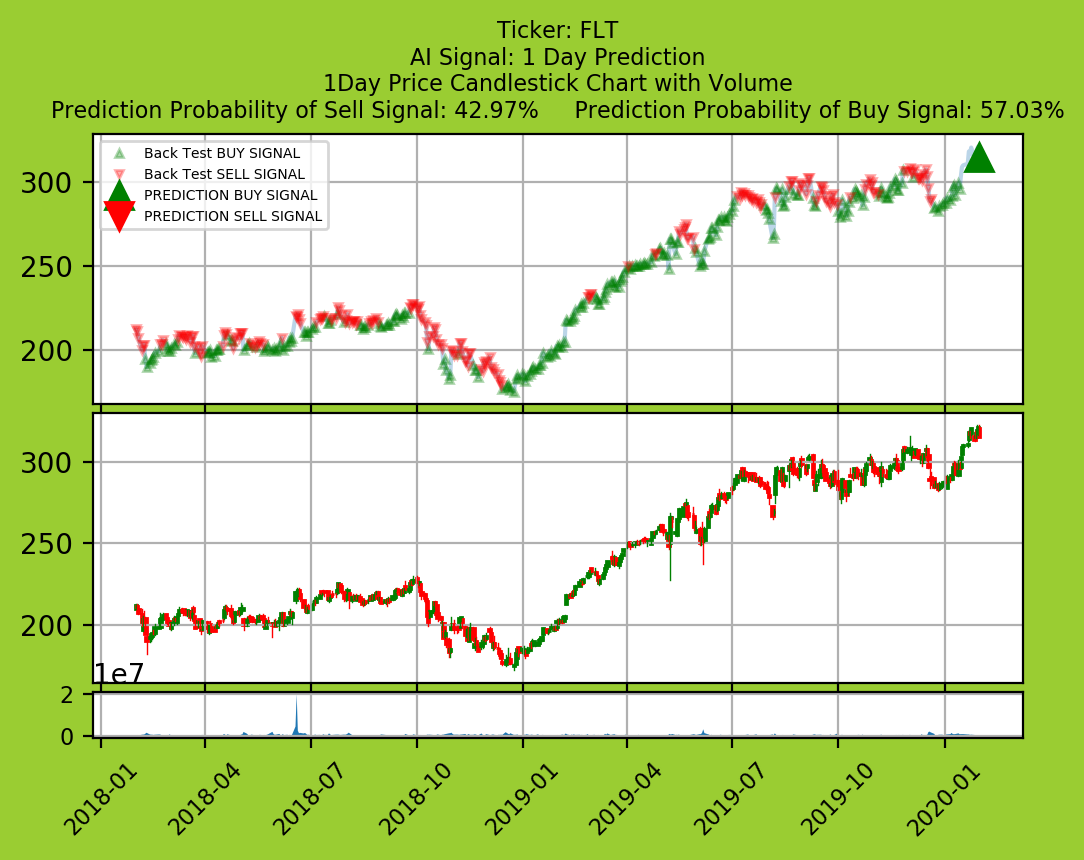 Ticker: FLT
AI Signal: 1 Day Prediction
1Day Price Candlestick Chart with Volume
Prediction Probability of Sell Signal: 42.97%     Prediction Probability of Buy Signal: 57.03%
Back Test BUY SIGNAL
Back Test SELL SIGNAL
PREDICTION BUY SIGNAL
PREDICTION SELL SIGNAL
300
250
200
300
250
200
1e7
2
0
2018-01
2018-04
2018-07
2018-10
2019-01
2019-04
2019-07
2019-10
2020-01